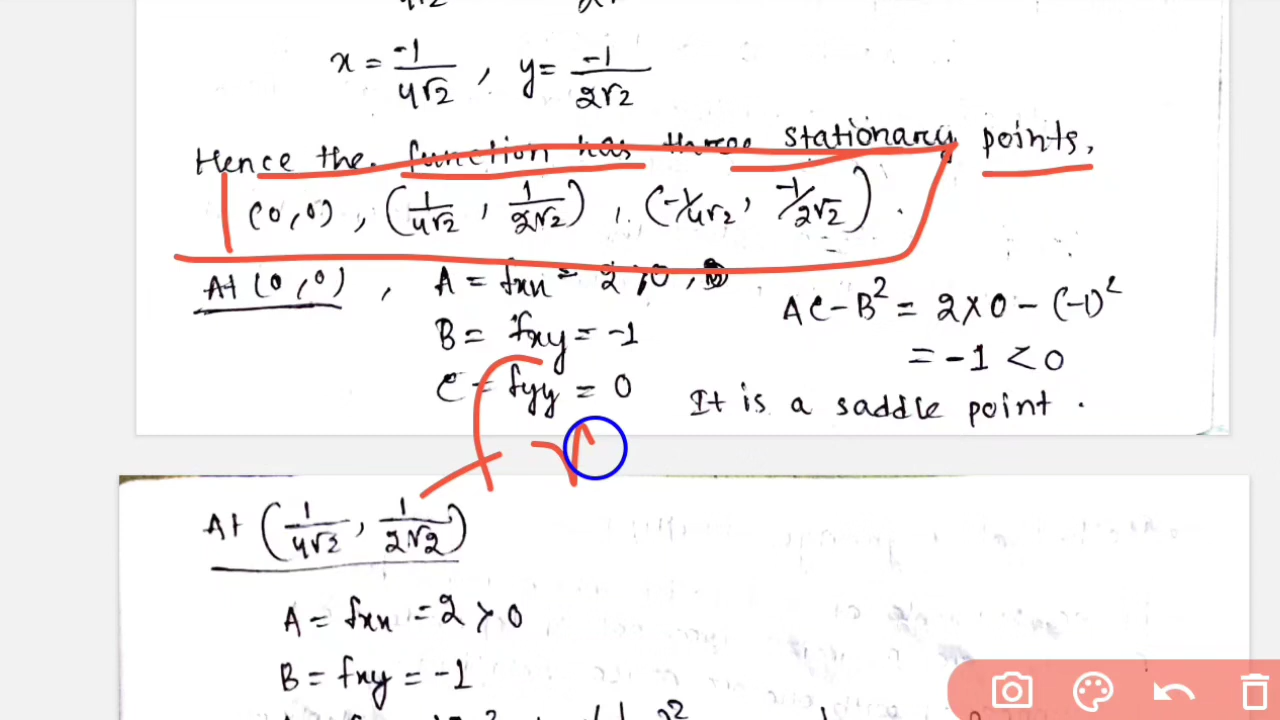 x = -1/4√2 , y = -1/2√2
Hence the function has three stationary points,
(0,0), (1/4√2 , 1/2√2), (-1/4√2, -1/2√2).
At (0,0), A = fxx = 2 >0,
B = fxy = -1
C = fyy = 0
AC-B² = 2×0 - (-1)²
= -1 < 0
It is a saddle point.
At (1/4√2 , 1/2√2)
A = fxx = 2 > 0
B = fxy = -1